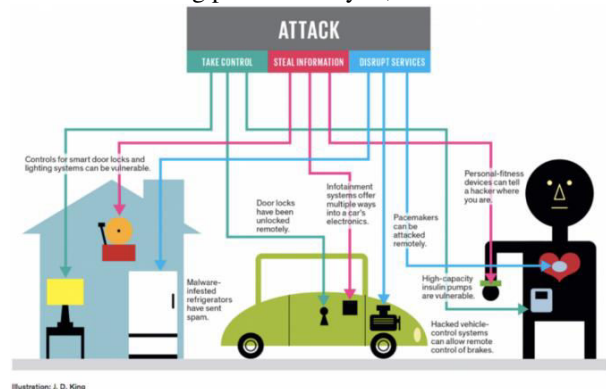 ATTACK
TAKE CONTROL
STEAL INFORMATION
DISRUPT SERVICES
Controls for smart door locks and
lighting systems can be vulnerable.
Door locks
have been
unlocked
remotely.
Infotainment
systems offer
multiple ways
into a car's
electronics.
Pacemakers
can be
attacked
remotely.
Personal-fitness
devices can tell
a hacker where
you are.
Malware-
infested
refrigerators
have sent
spam.
High-capacity
insulin pumps
are vulnerable.
Hacked vehicle-
control systems
can allow remote
control of brakes.
Illustration: J. D. King